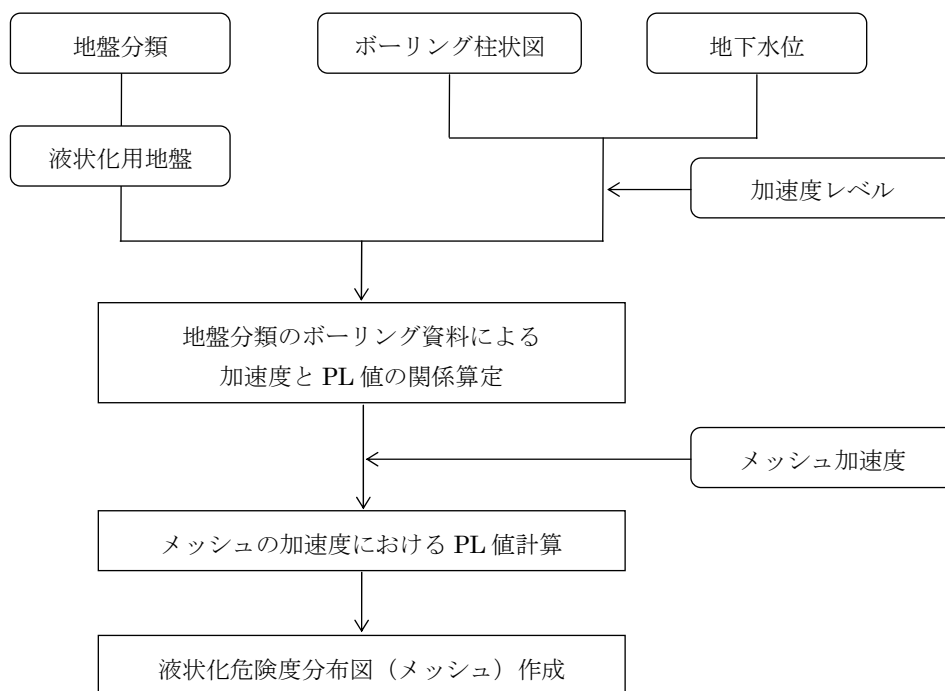 地盤分類
ボーリング柱状図
地下水位
液状化用地盤
加速度レベル
地盤分類のボーリング資料による
加速度と PL 値の関係算定
メッシュ加速度
メッシュの加速度における PL 値計算
液状化危険度分布図（メッシュ）作成